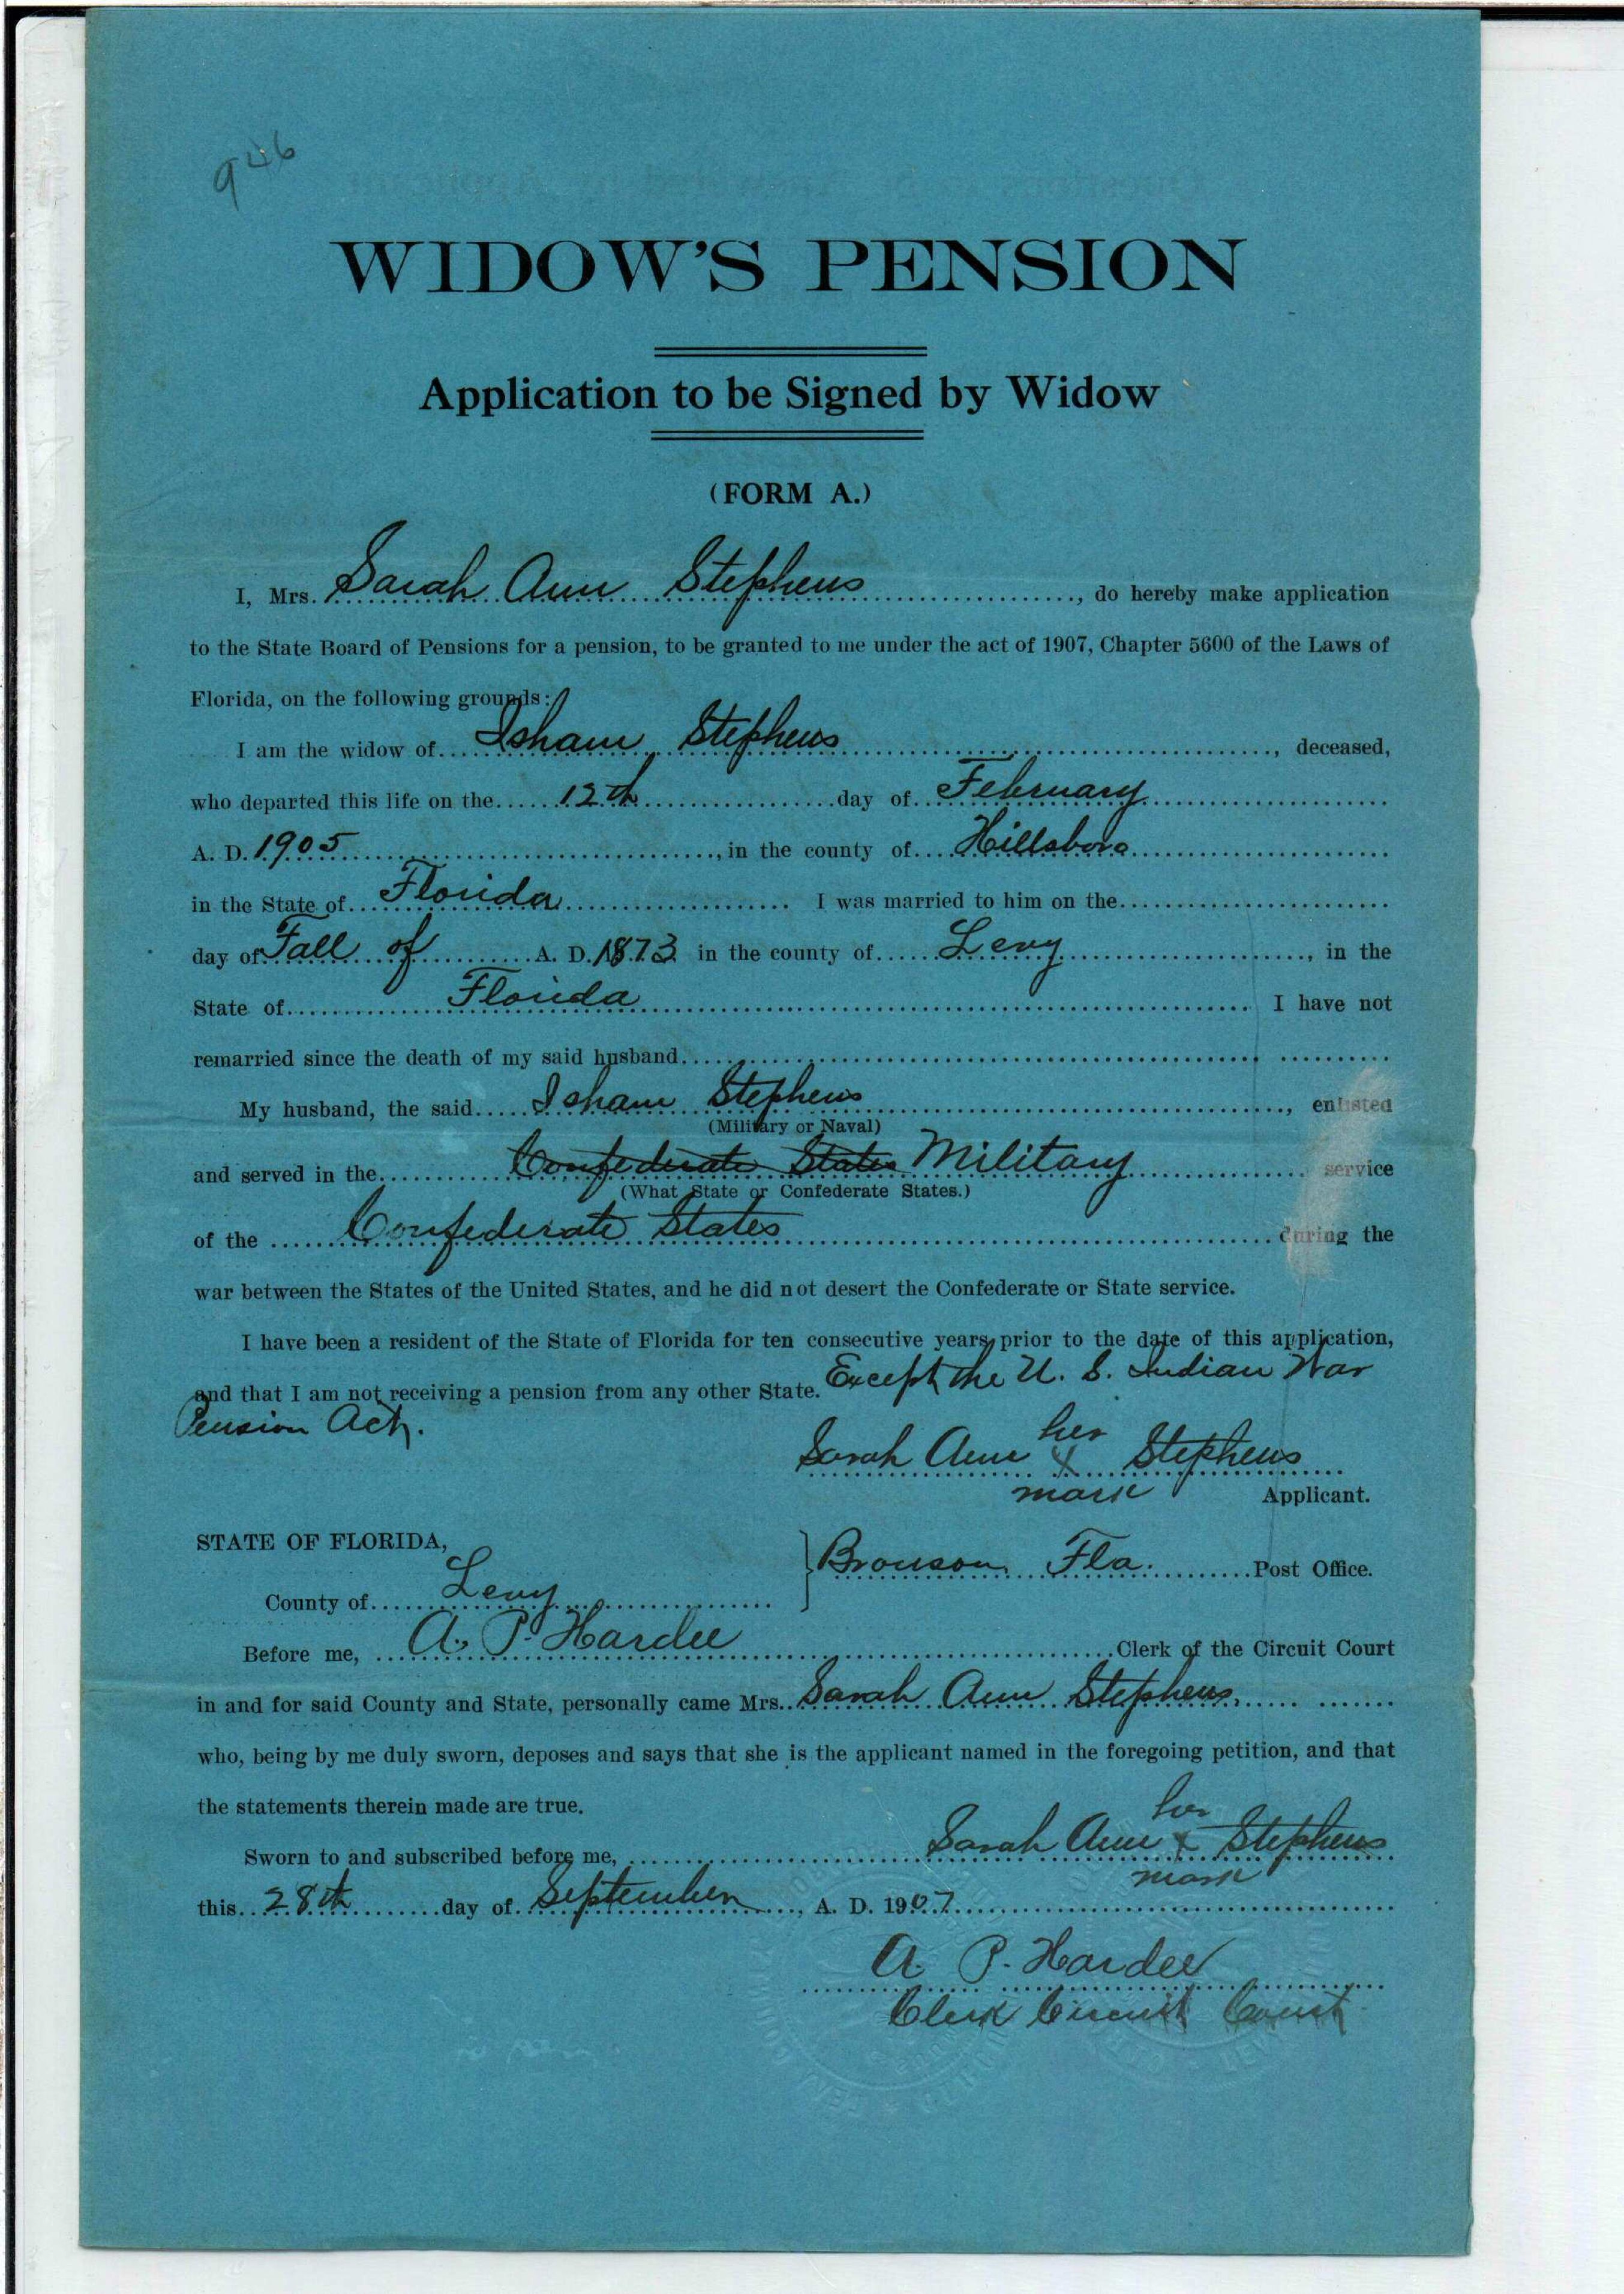 946
WIDOW'S PENSION
Application to be Signed by Widow
(FORM A.)
I, Mrs. Sarah Ann Stephens, do hereby make application
to the State Board of Pensions for a pension, to be granted to me under the act of 1907, Chapter 5600 of the Laws of
Florida, on the following grounds:
I am the widow of Isham Stephens, deceased,
who departed this life on the 12th day of February
A. D. 1905, in the county of Hillsboro
in the State of Florida I was married to him on the
day of Fall of A. D. 1873 in the county of Levy, in the
State of Florida I have not
remarried since the death of my said husband
My husband, the said Isham Stephens, enlisted
(Military or Naval)
and served in the Confederate States Military service
(What State or Confederate States.)
of the Confederate States during the
war between the States of the United States, and he did not desert the Confederate or State service.
I have been a resident of the State of Florida for ten consecutive years prior to the date of this application,
and that I am not receiving a pension from any other State. Except the U. S. Indian War
Pension Act.
her
Sarah Ann x Stephens
mark Applicant.
STATE OF FLORIDA,
Bronson Fla. Post Office.
County of Levy
Before me, A. P. Hardee Clerk of the Circuit Court
in and for said County and State, personally came Mrs. Sarah Ann Stephens,
who, being by me duly sworn, deposes and says that she is the applicant named in the foregoing petition, and that
the statements therein made are true.
her
Sworn to and subscribed before me, Sarah Ann x Stephens
mark
this 28th day of September, A. D. 1907
A. P. Hardee
Clerk Circuit Court